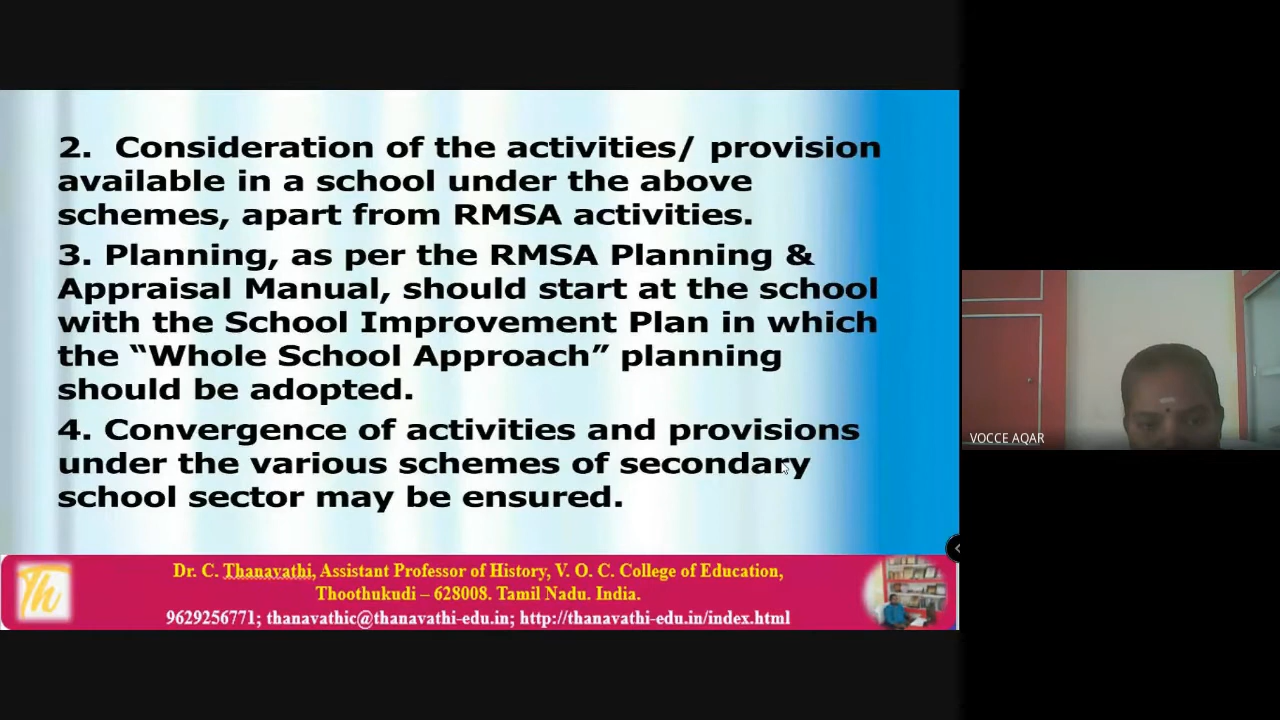 2. Consideration of the activities/ provision
available in a school under the above
schemes, apart from RMSA activities.
3. Planning, as per the RMSA Planning &
Appraisal Manual, should start at the school
with the School Improvement Plan in which
the “Whole School Approach” planning
should be adopted.
4. Convergence of activities and provisions
under the various schemes of secondary
school sector may be ensured.
Th
Dr. C. Thanavathi, Assistant Professor of History, V. O. C. College of Education,
Thoothukudi – 628008. Tamil Nadu. India.
9629256771; thanavathic@thanavathi-edu.in; http://thanavathi-edu.in/index.html
VOCCE AQAR